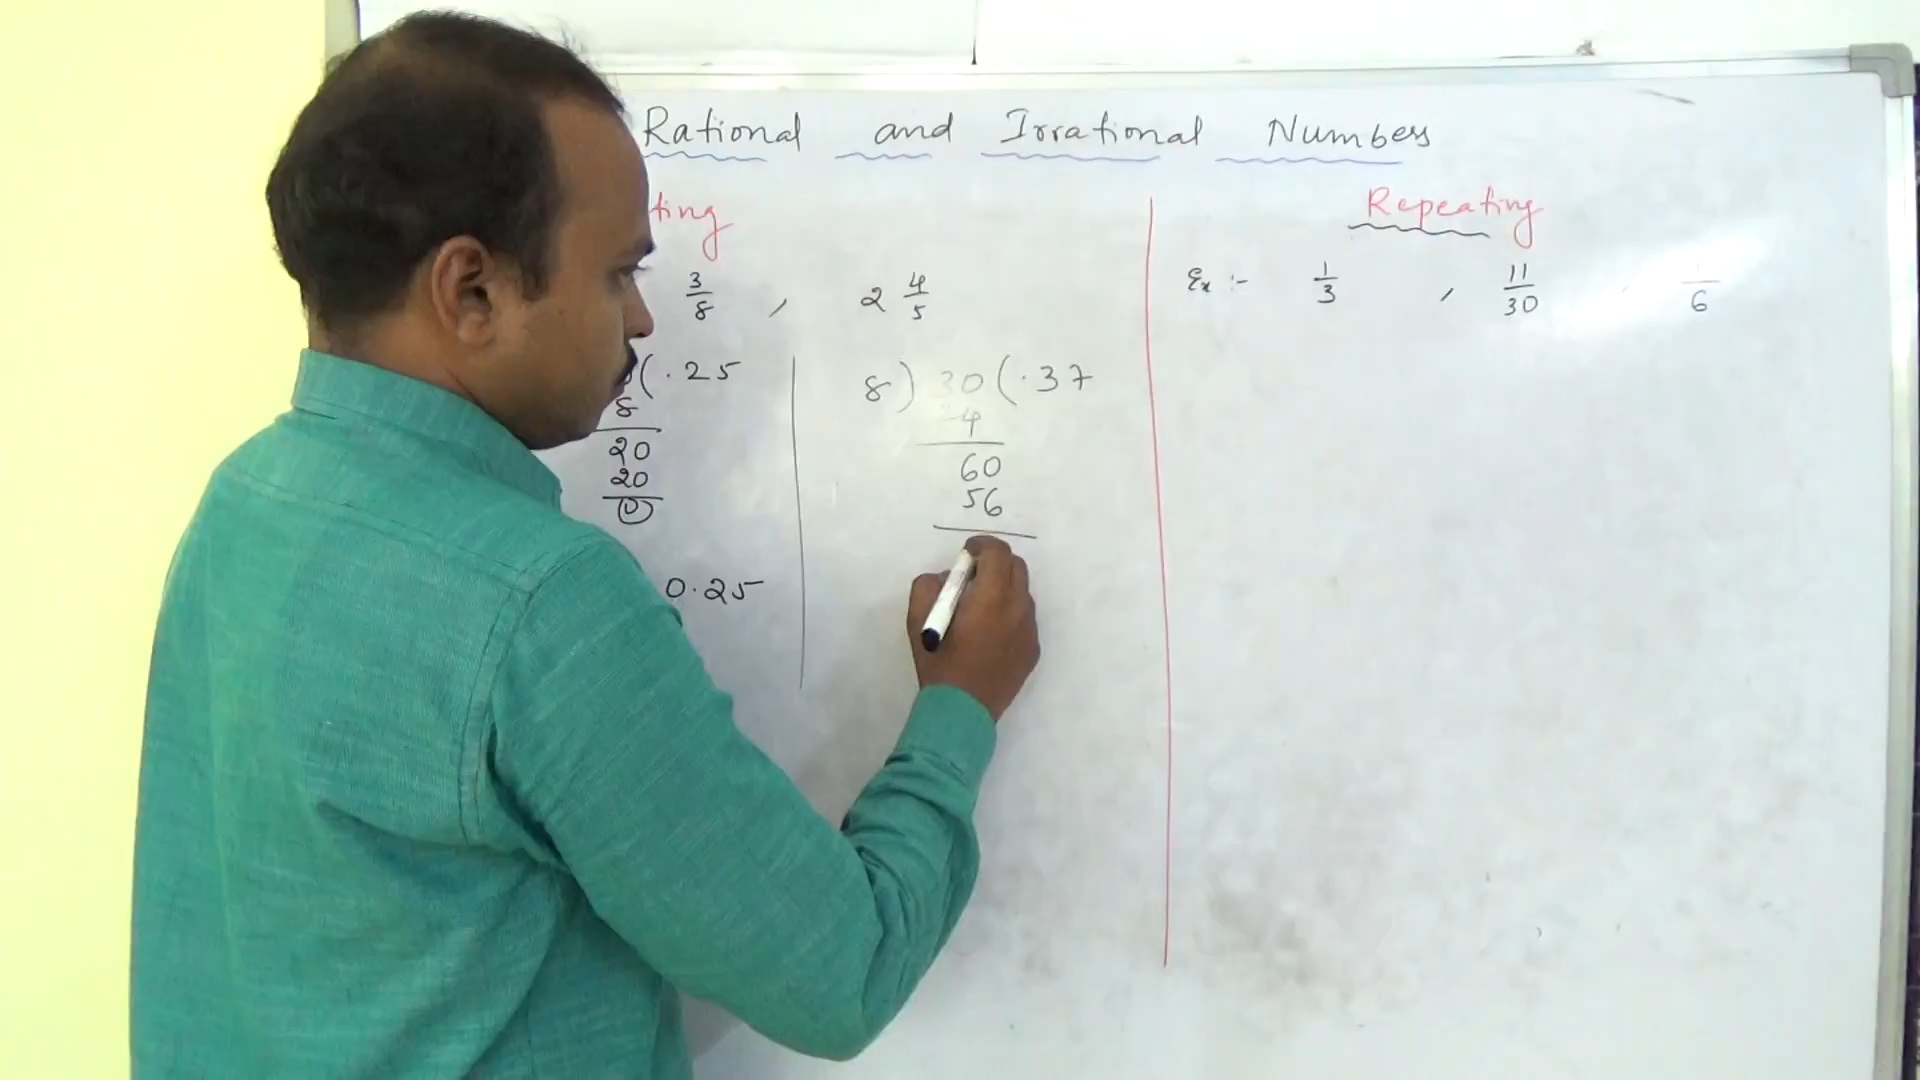 Rational and Irrational Numbers
ting
3/8 , 2 4/5
(.25
8
20
20
0
0.25
8) 30 (.37
24
60
56
Repeating
Ex :- 1/3 , 11/30 , 1/6